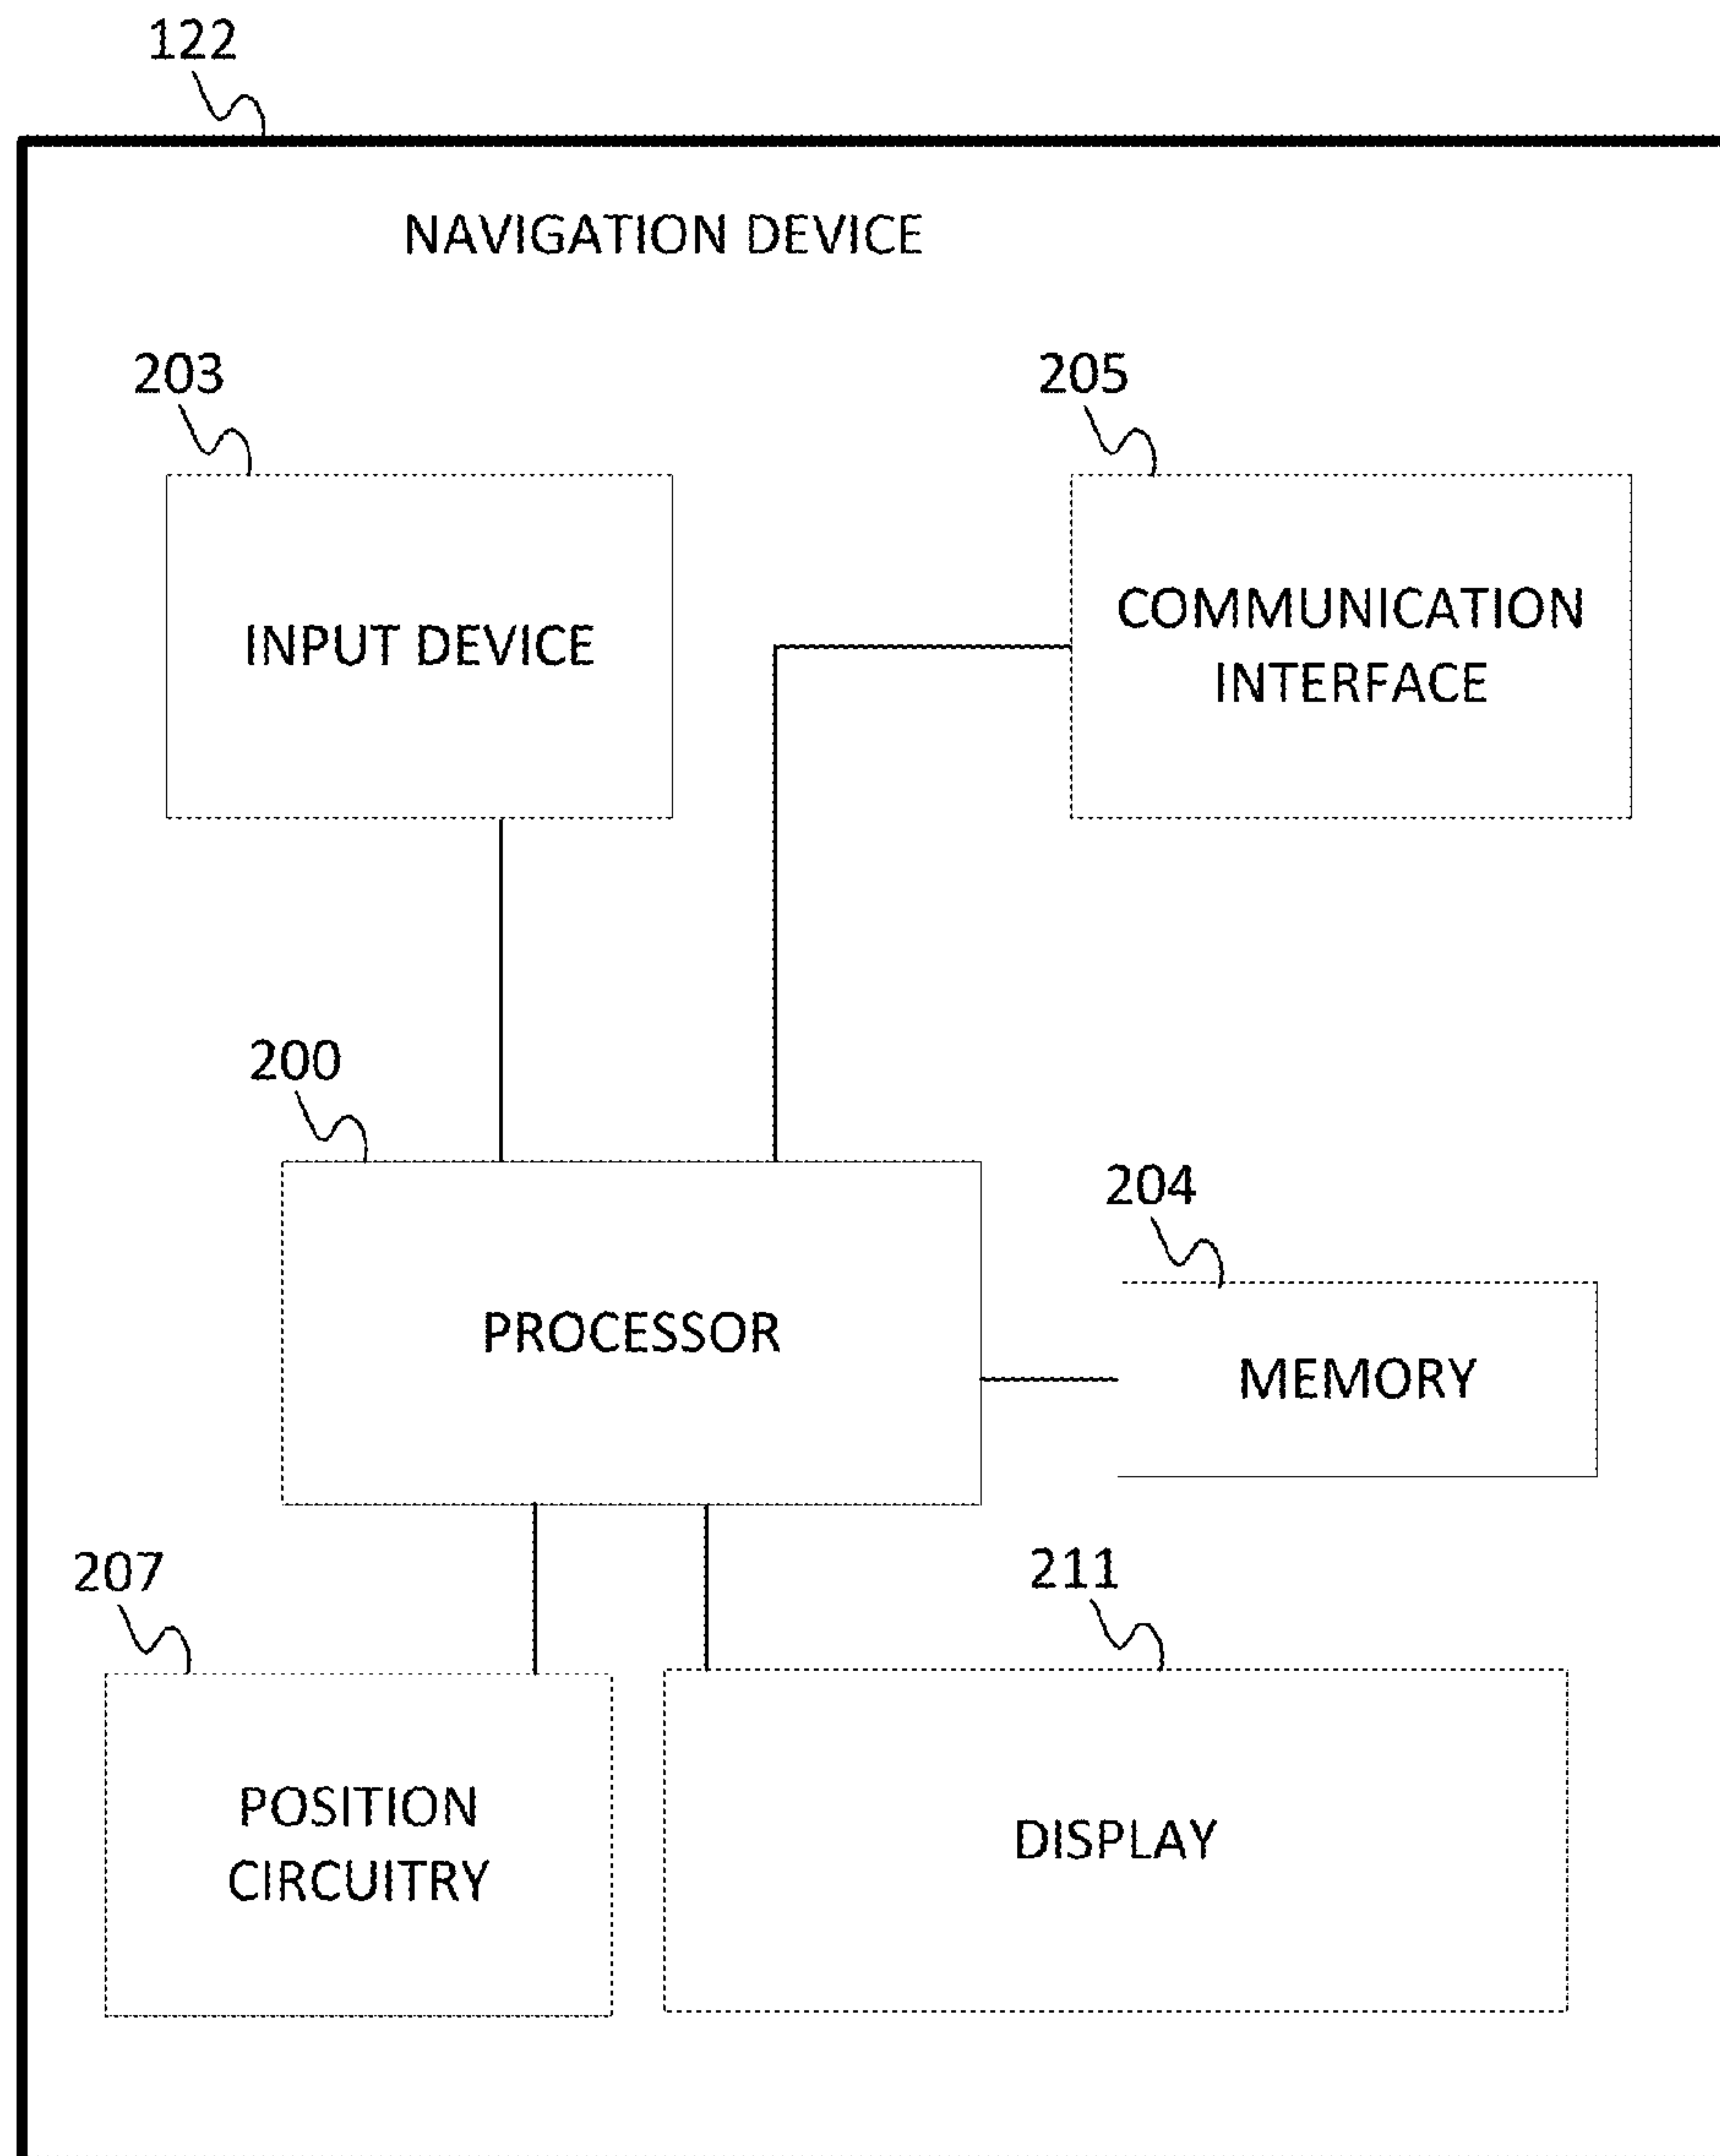 122
NAVIGATION DEVICE
203
205
INPUT DEVICE
COMMUNICATION
INTERFACE
200
204
PROCESSOR
MEMORY
207
211
POSITION
CIRCUITRY
DISPLAY